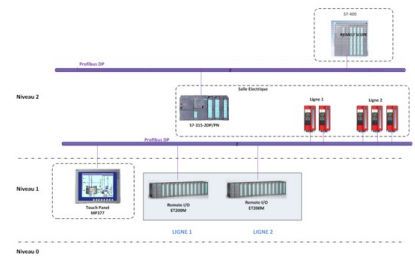 S7-400
Profibus DP
Salle Electrique
Niveau 2
Ligne 1
Ligne 2
S7-315-2DP/PN
Profibus DP
Niveau 1
Touch Panel
MP377
Remote I/O
ET200M
Remote I/O
ET200M
LIGNE 1
LIGNE 2
Niveau 0